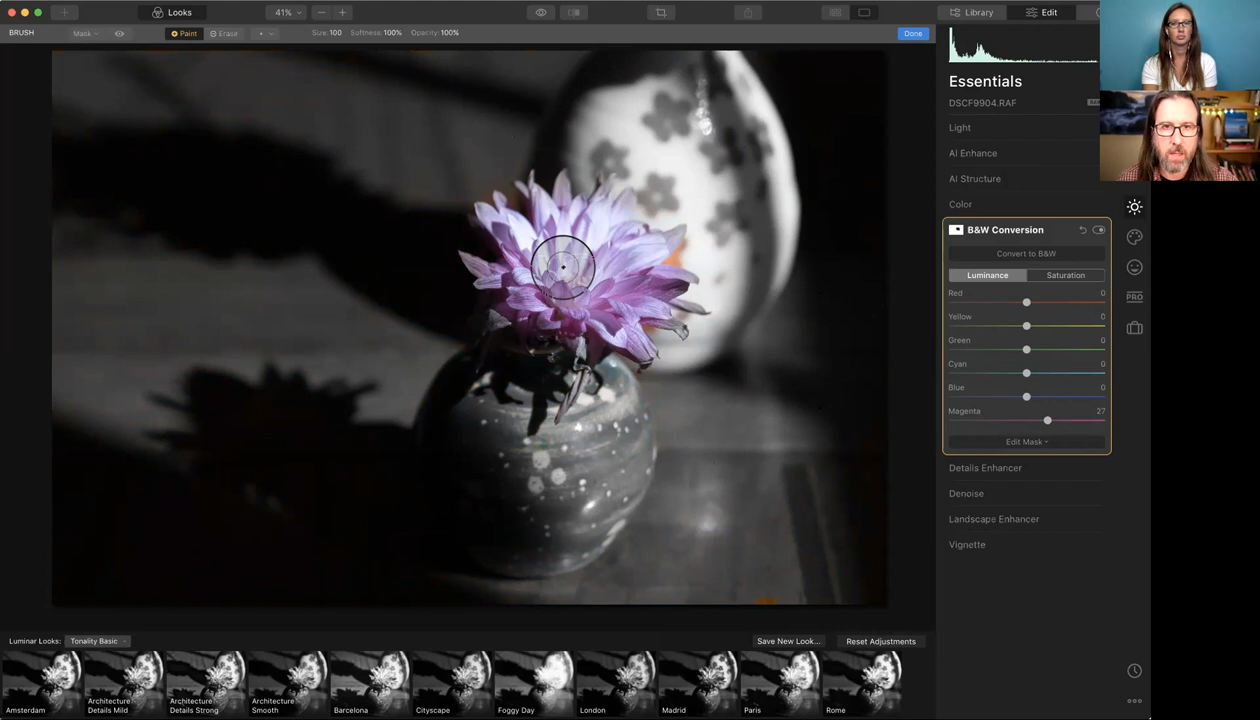 Looks 41% Library Edit
BRUSH Mask Paint Erase Size: 100 Softness: 100% Opacity: 100% Done
Essentials
DSCF9904.RAF
Light
AI Enhance
AI Structure
Color
B&W Conversion
Convert to B&W
Luminance Saturation
Red 0
Yellow 0
Green 0
Cyan 0
Blue 0
Magenta 27
Edit Mask
Details Enhancer
Denoise
Landscape Enhancer
Vignette
PRO
Luminar Looks: Tonality Basic Save New Look... Reset Adjustments
Amsterdam
Architecture
Details Mild
Architecture
Details Strong
Architecture
Smooth
Barcelona
Cityscape
Foggy Day
London
Madrid
Paris
Rome